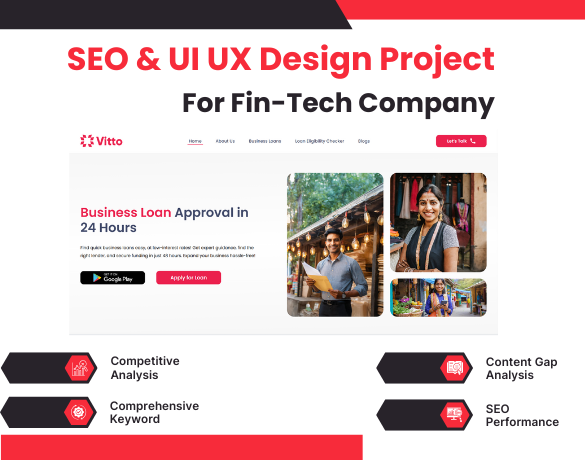 SEO & UI UX Design Project
For Fin-Tech Company
Vitto
Home About Us Business Loans Loan Eligibility Checker Blogs Let's Talk
Business Loan Approval in
24 Hours
Find quick business loans easy, at low-interest rates! Get expert guidance, find the
right lender, and secure funding in just 48 hours. Expand your business hassle-free!
GET IT ON
Google Play
Apply for Loan
Competitive
Analysis
Content Gap
Analysis
Comprehensive
Keyword
SEO
Performance